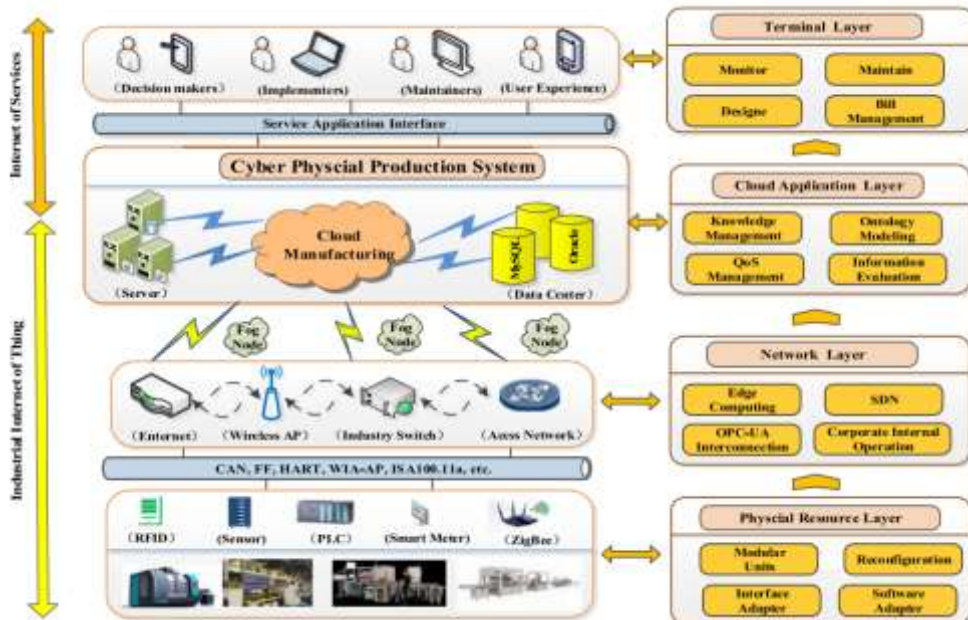 Internet of Services
Industrial Internet of Thing
(Decision makers)
(Implementers)
(Maintainers)
(User Experience)
Service Application Interface
Cyber Physcial Production System
Cloud
Manufacturing
MySQL
Oracle
(Server)
(Data Center)
Fog
Node
Fog
Node
Fog
Node
(Enternet)
(Wireless AP)
(Industry Switch)
(Acess Network)
CAN, FF, HART, WIA-AP, ISA100.11a, etc.
(RFID)
(Sensor)
(PLC)
(Smart Meter)
(ZigBee)
Terminal Layer
Monitor
Maintain
Designe
Bill
Management
Cloud Application Layer
Knowledge
Management
Ontology
Modeling
QoS
Management
Information
Evaluation
Network Layer
Edge
Computing
SDN
OPC-UA
Interconnection
Corporate Internal
Operation
Physcial Resource Layer
Modular
Units
Reconfiguration
Interface
Adapter
Software
Adapter